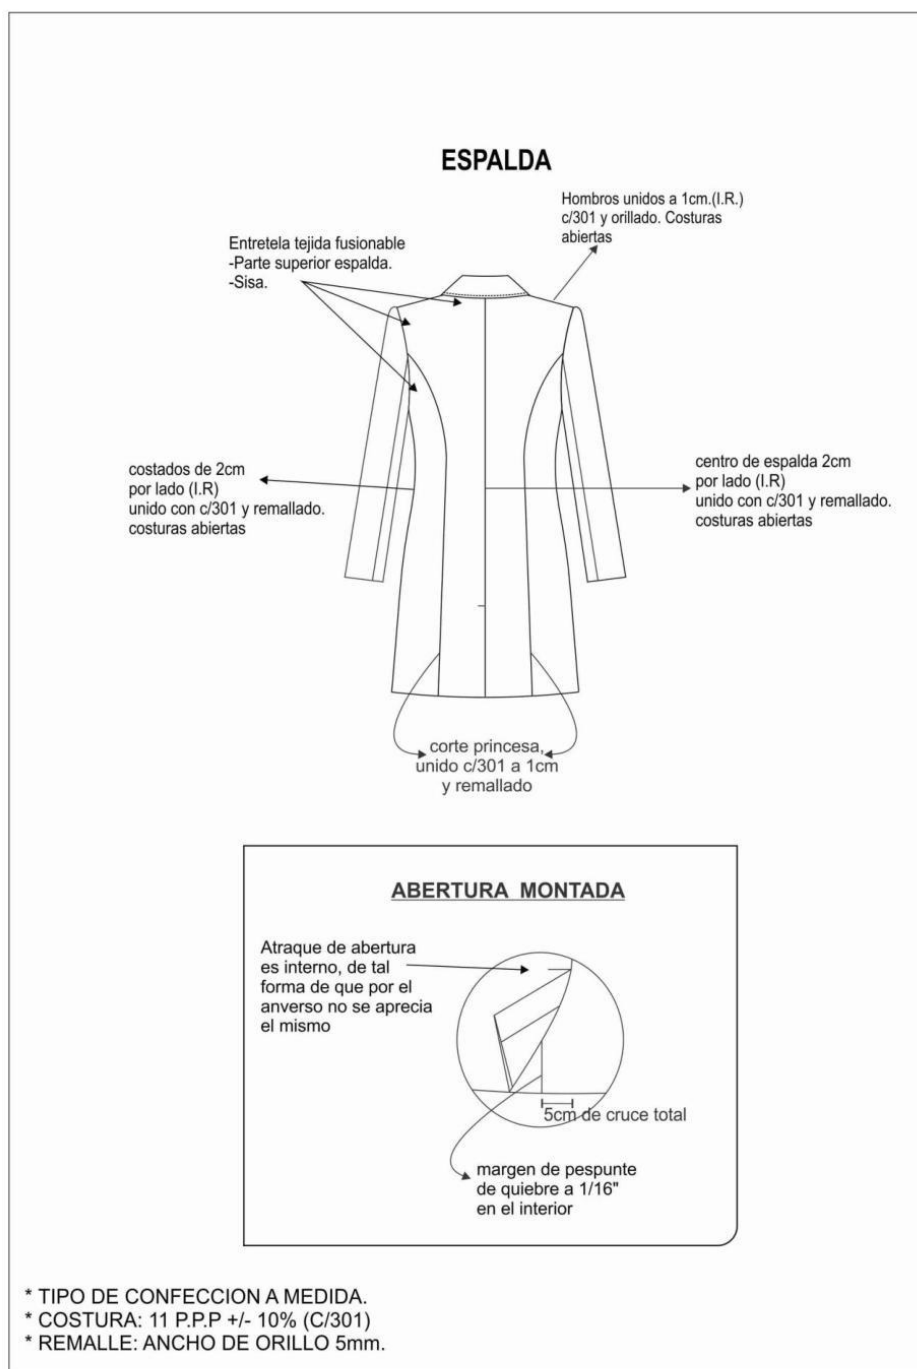 ESPALDA
Hombros unidos a 1cm.(I.R.)
c/301 y orillado. Costuras
abiertas
Entretela tejida fusionable
-Parte superior espalda.
-Sisa.
costados de 2cm
por lado (I.R)
unido con c/301 y remallado.
costuras abiertas
centro de espalda 2cm
por lado (I.R)
unido con c/301 y remallado.
costuras abiertas
corte princesa,
unido c/301 a 1cm
y remallado
ABERTURA MONTADA
Atraque de abertura
es interno, de tal
forma de que por el
anverso no se aprecia
el mismo
5cm de cruce total
margen de pespunte
de quiebre a 1/16"
en el interior
* TIPO DE CONFECCION A MEDIDA.
* COSTURA: 11 P.P.P +/- 10% (C/301)
* REMALLE: ANCHO DE ORILLO 5mm.